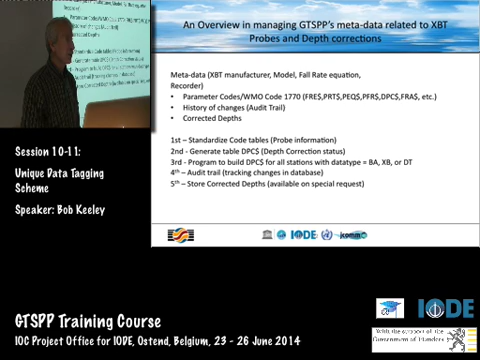 An Overview in managing GTSPP's meta-data related to XBT
Probes and Depth corrections
Meta-data (XBT manufacturer, Model, Fall Rate equation,
Recorder)
• Parameter Codes/WMO Code 1770 (FRE$,PRT$,PEQ$,PFR$,DPC$,FRA$, etc.)
• History of changes (Audit Trail)
• Corrected Depths
1st – Standardize Code tables (Probe information)
2nd - Generate table DPC$ (Depth Correction status)
3rd - Program to build DPC$ for all stations with datatype = BA, XB, or DT
4th – Audit trail (tracking changes in database)
5th – Store Corrected Depths (available on special request)
IODE
jcomm
Session 10-11:
Unique Data Tagging
Scheme
Speaker: Bob Keeley
GTSPP Training Course
IOC Project Office for IODE, Ostend, Belgium, 23 - 26 June 2014
IODE
With the support of the
Government of Flanders